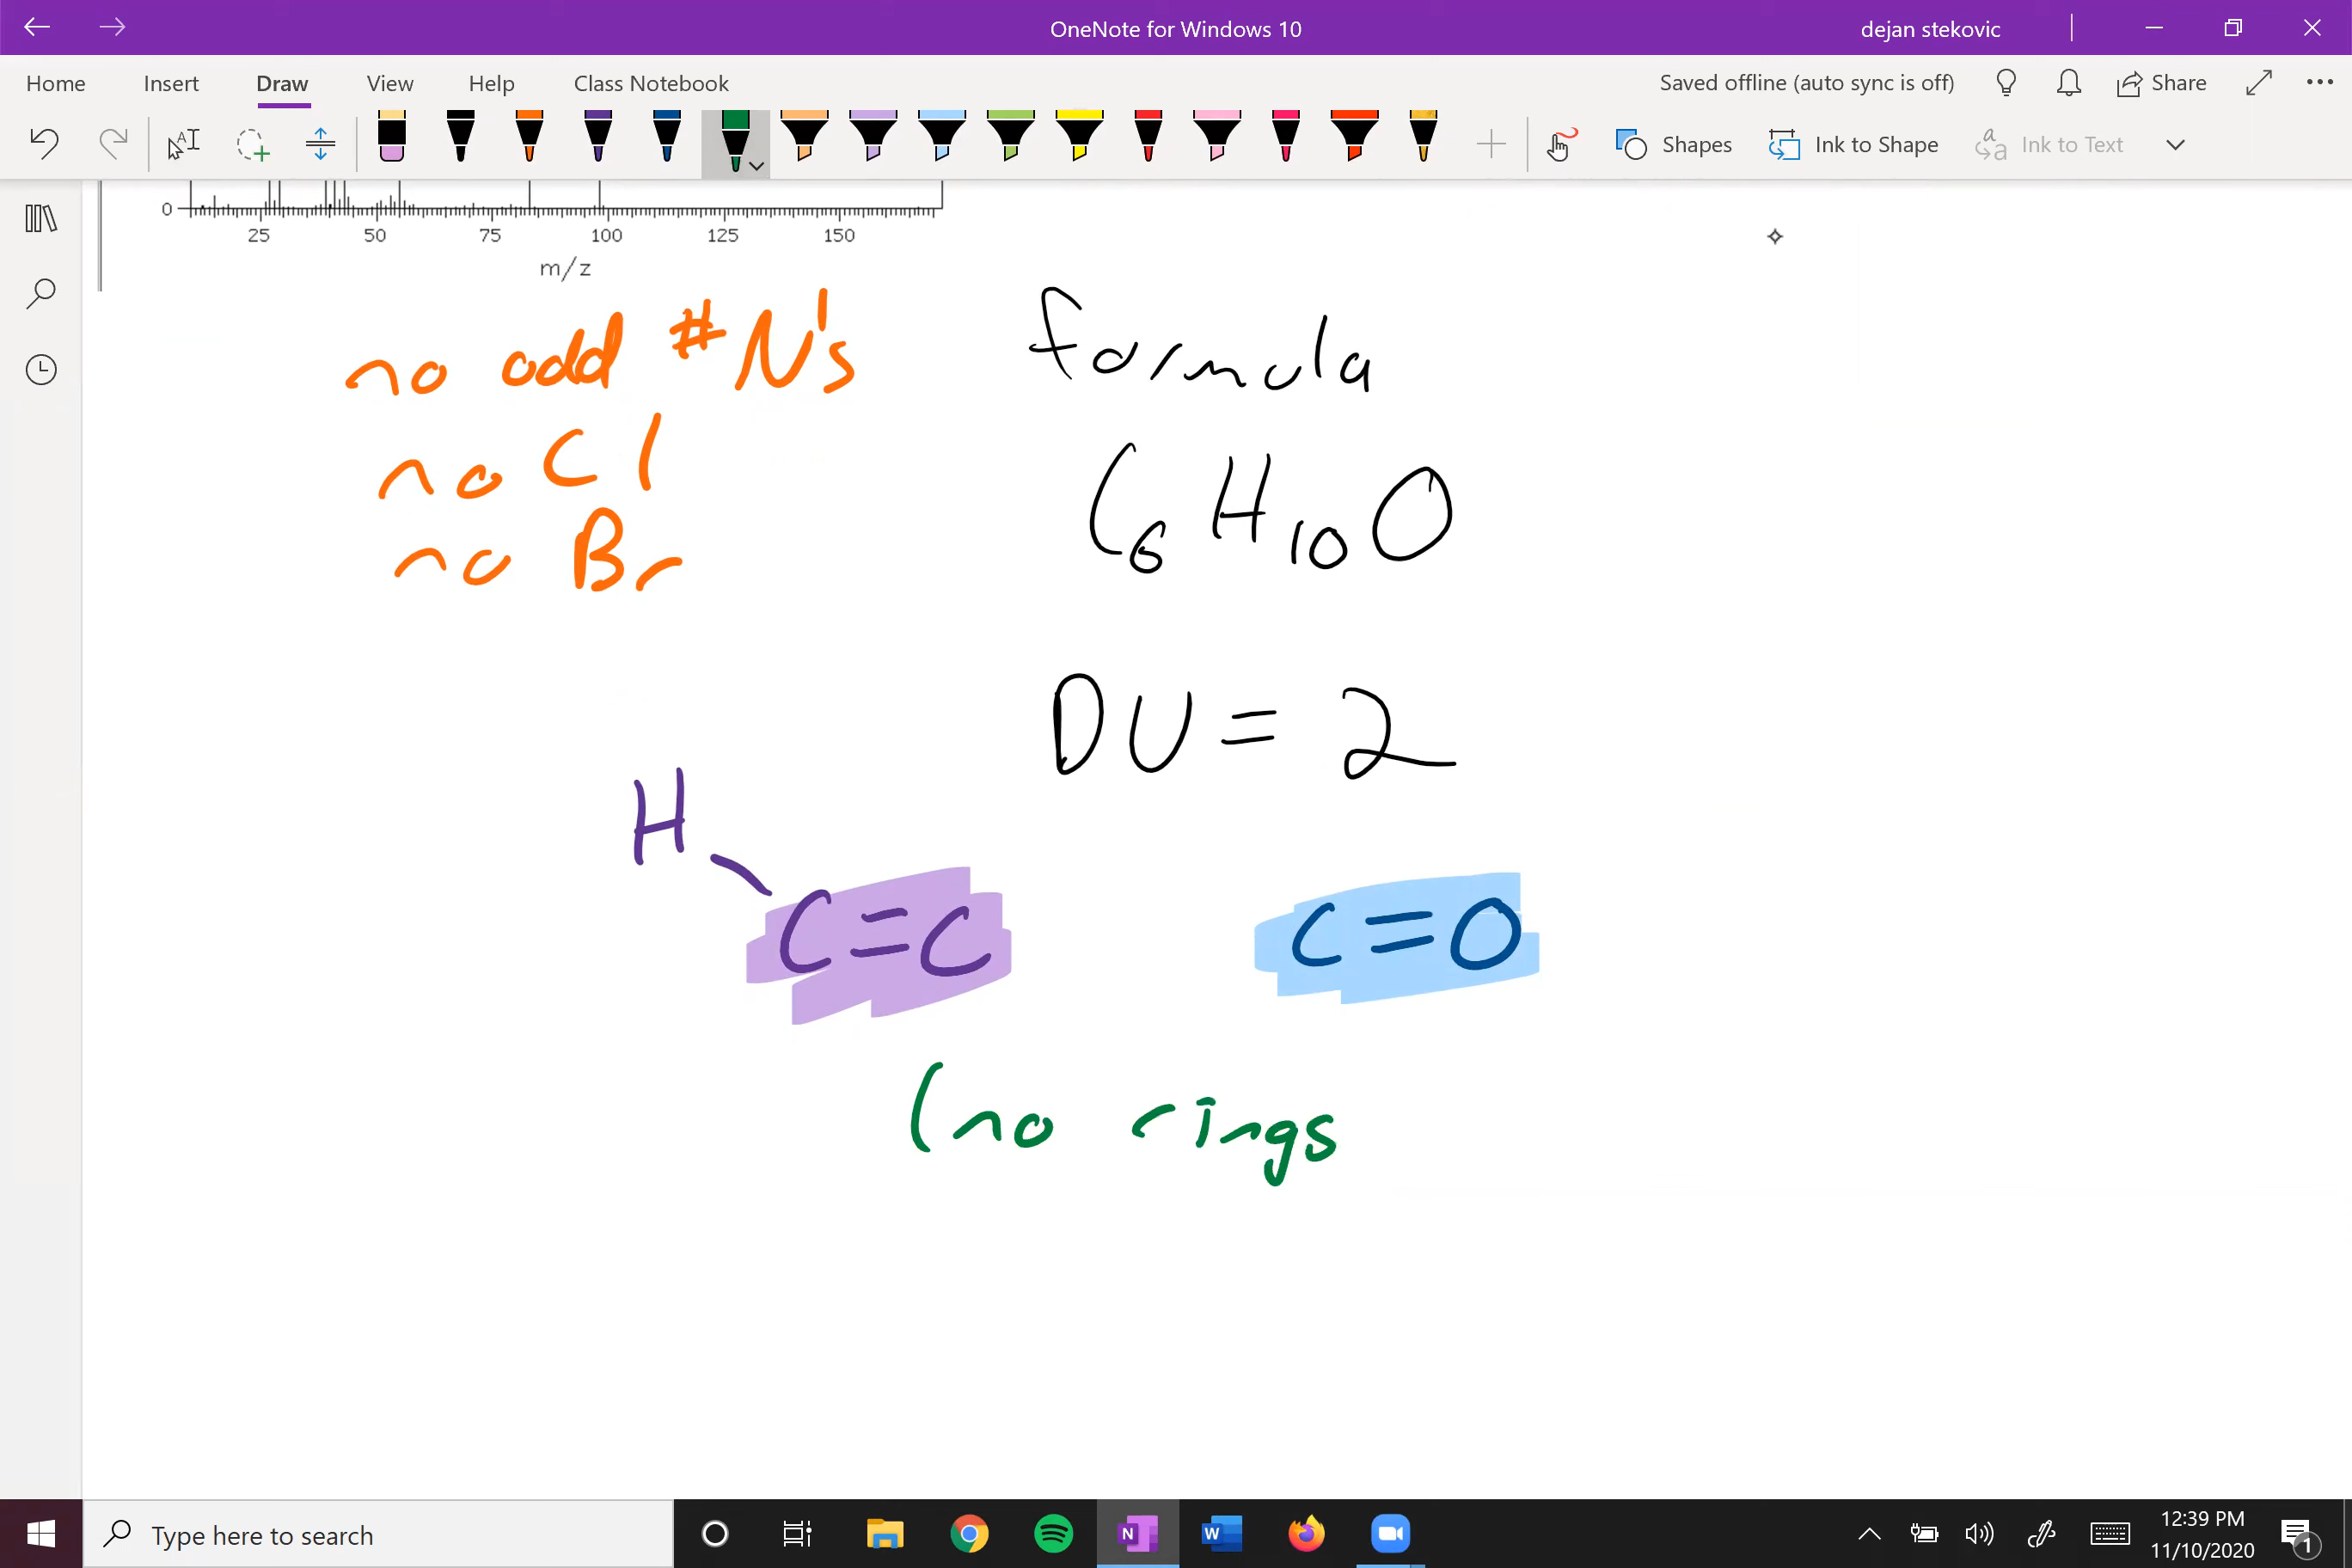 OneNote for Windows 10
dejan stekovic
Home Insert Draw View Help Class Notebook
Saved offline (auto sync is off) Share
Shapes Ink to Shape Ink to Text
0
25 50 75 100 125 150
m/z
no odd # N's
no Cl
no Br
formula
C6H10O
DU = 2
H
C=C
C=O
(no rings
Type here to search
12:39 PM
11/10/2020
1